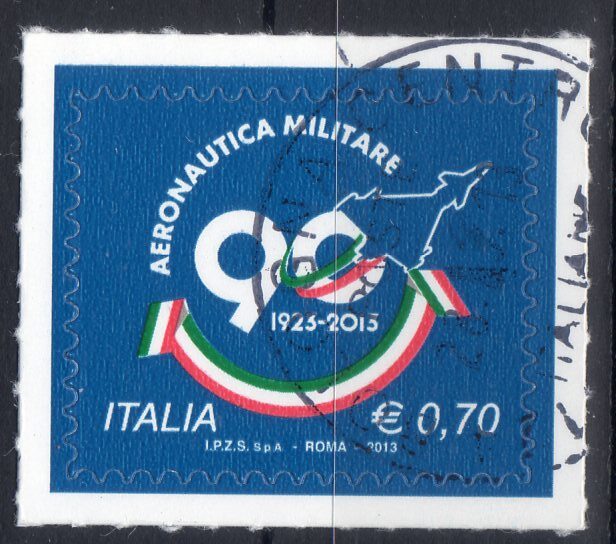 AERONAUTICA MILITARE
90
1923-2013
ITALIA
€ 0,70
I.P.Z.S. S.p.A. - ROMA - 2013